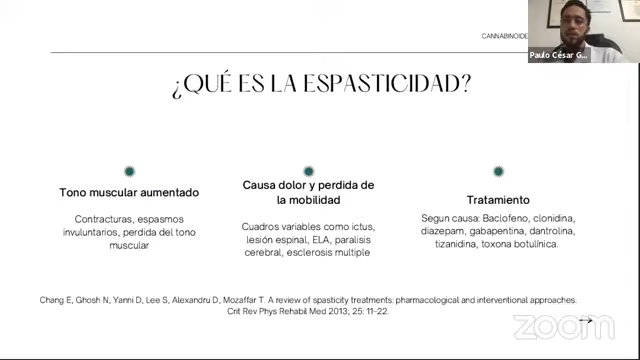 CANNABINOIDE
Paulo César G...
¿QUÉ ES LA ESPASTICIDAD?
Tono muscular aumentado
Contracturas, espasmos
involuntarios, perdida del tono
muscular
Causa dolor y perdida de
la mobilidad
Cuadros variables como ictus,
lesión espinal, ELA, paralisis
cerebral, esclerosis multiple
Tratamiento
Segun causa: Baclofeno, clonidina,
diazepam, gabapentina, dantrolina,
tizanidina, toxona botulínica.
Chang E, Ghosh N, Yanni D, Lee S, Alexandru D, Mozaffar T. A review of spasticity treatments: pharmacological and interventional approaches.
Crit Rev Phys Rehabil Med 2013; 25: 11–22.
zoom